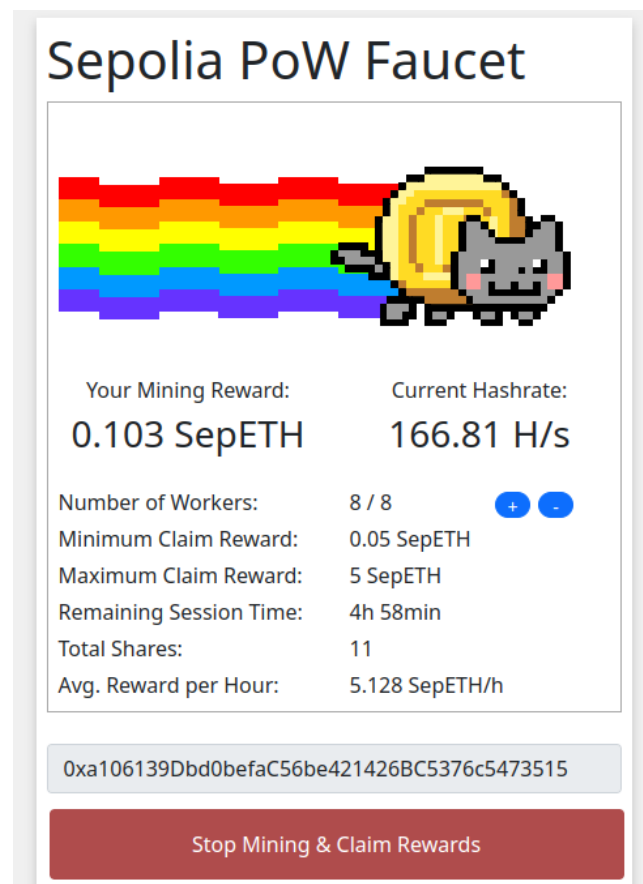 Sepolia PoW Faucet
Your Mining Reward: Current Hashrate:
0.103 SepETH 166.81 H/s
Number of Workers: 8 / 8 + -
Minimum Claim Reward: 0.05 SepETH
Maximum Claim Reward: 5 SepETH
Remaining Session Time: 4h 58min
Total Shares: 11
Avg. Reward per Hour: 5.128 SepETH/h
0xa106139Dbd0befaC56be421426BC5376c5473515
Stop Mining & Claim Rewards